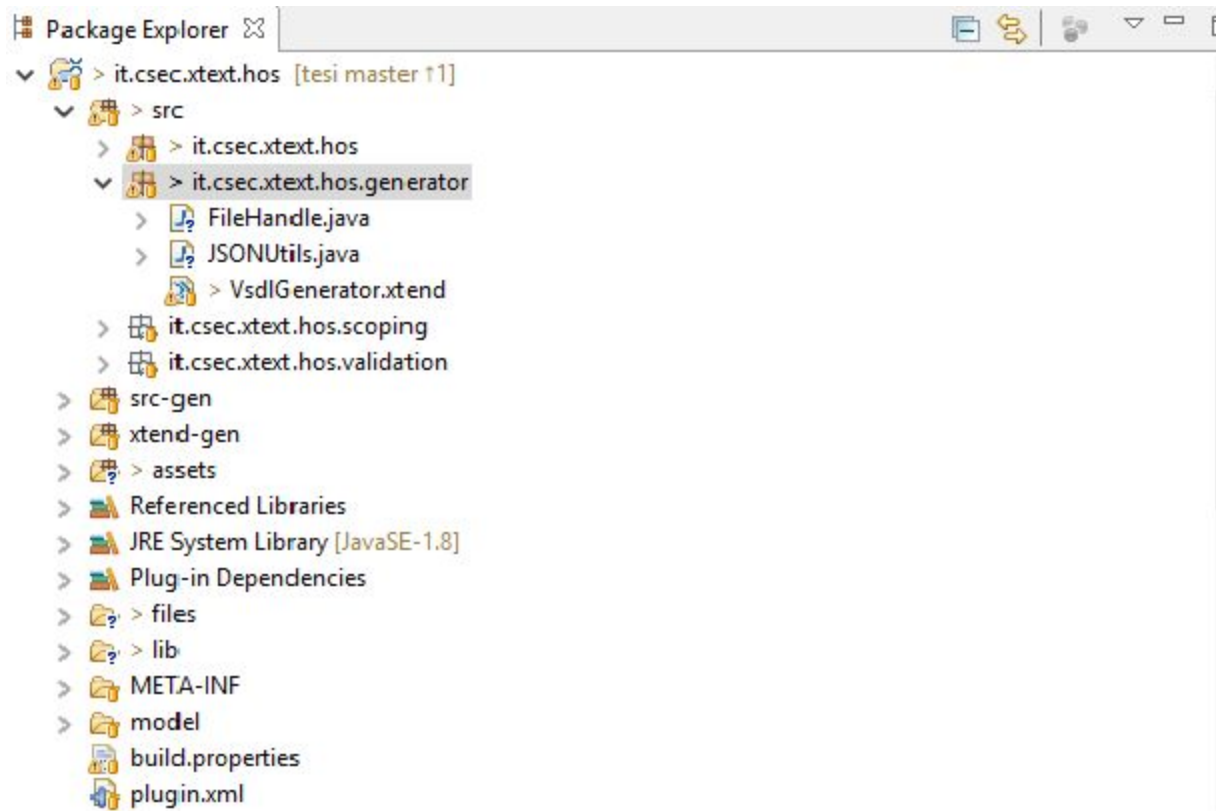 Package Explorer
> it.csec.xtext.hos [tesi master ↑1]
> src
> it.csec.xtext.hos
> it.csec.xtext.hos.generator
FileHandle.java
JSONUtils.java
> VsdlGenerator.xtend
it.csec.xtext.hos.scoping
it.csec.xtext.hos.validation
src-gen
xtend-gen
> assets
Referenced Libraries
JRE System Library [JavaSE-1.8]
Plug-in Dependencies
> files
> lib
META-INF
model
build.properties
plugin.xml